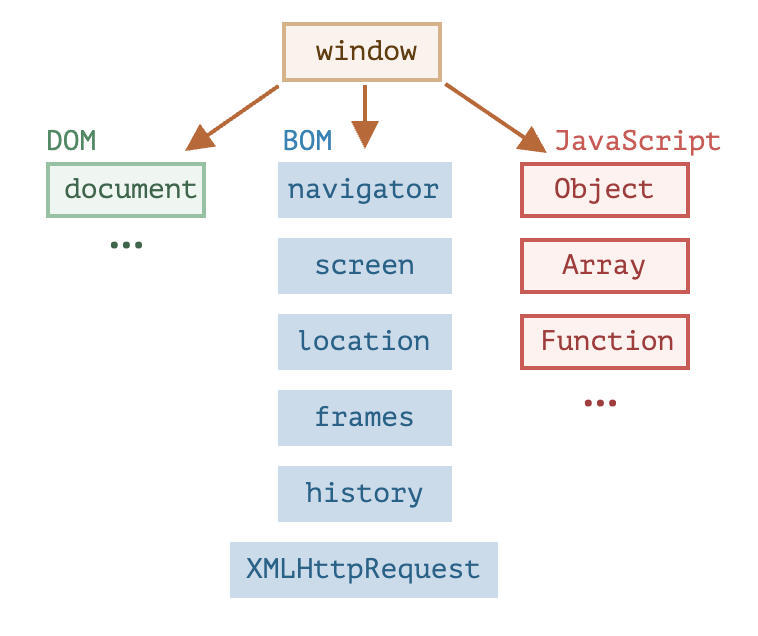 window
DOM
document
...
BOM
navigator
screen
location
frames
history
XMLHttpRequest
JavaScript
Object
Array
Function
...